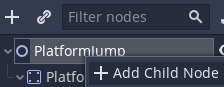 Filter nodes
PlatformJump
Platfo
Add Child Node